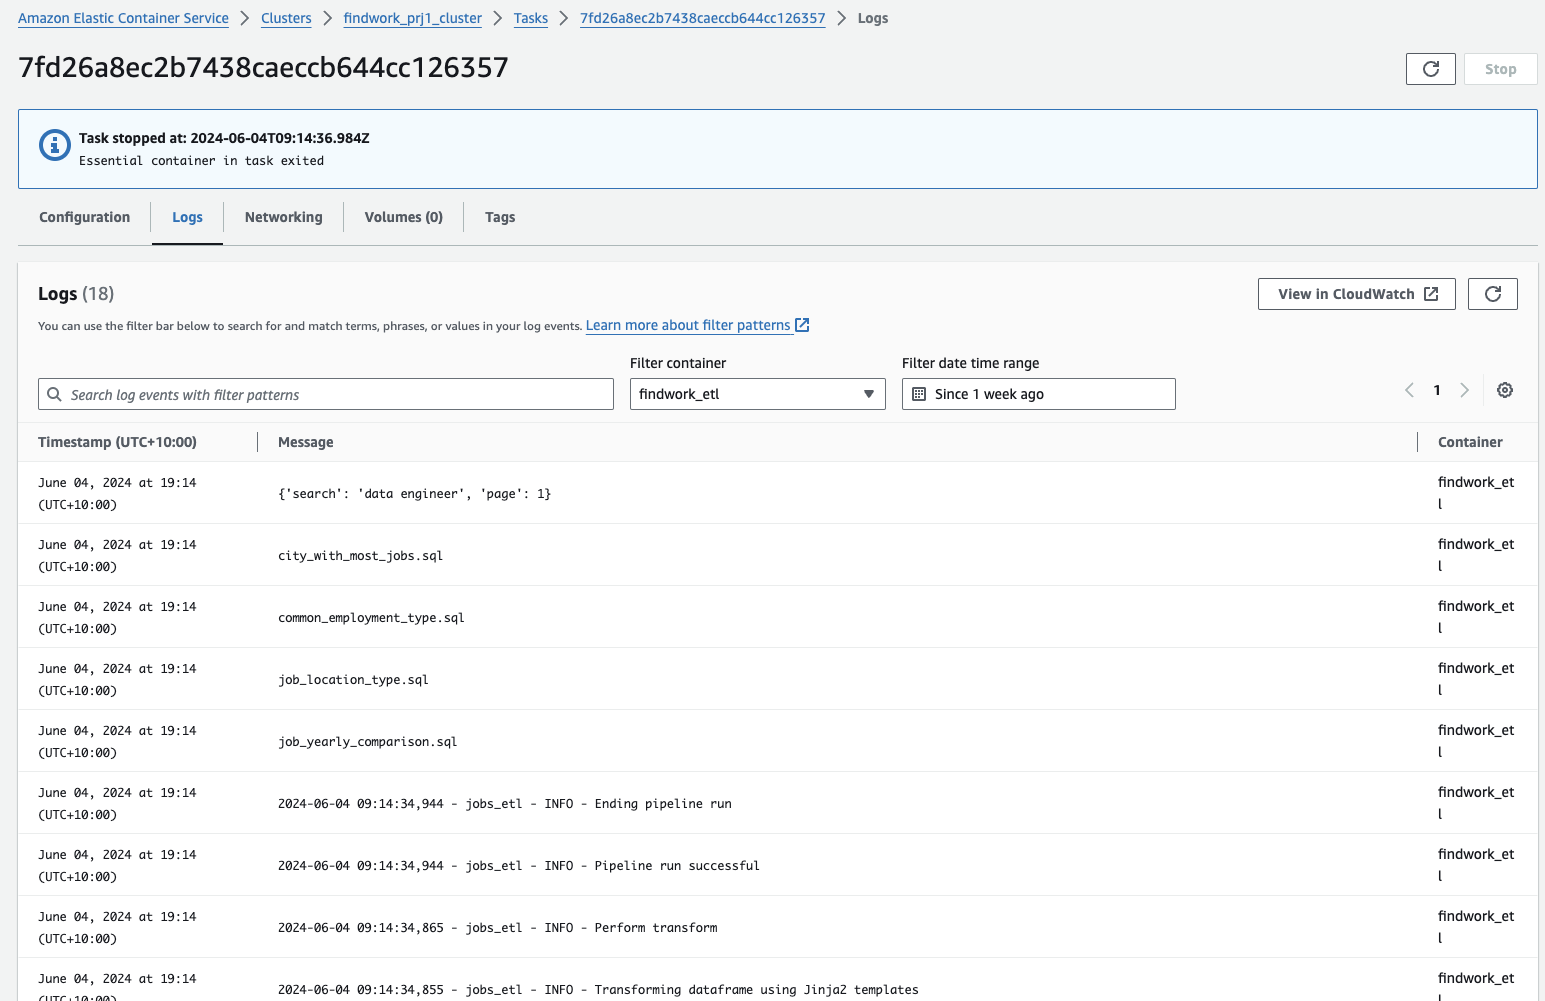 Amazon Elastic Container Service > Clusters > findwork_prj1_cluster > Tasks > 7fd26a8ec2b7438caeccb644cc126357 > Logs
7fd26a8ec2b7438caeccb644cc126357
Stop
Task stopped at: 2024-06-04T09:14:36.984Z
Essential container in task exited
Configuration Logs Networking Volumes (0) Tags
Logs (18)
View in CloudWatch
You can use the filter bar below to search for and match terms, phrases, or values in your log events. Learn more about filter patterns
Filter container Filter date time range
Search log events with filter patterns findwork_etl Since 1 week ago 1
Timestamp (UTC+10:00) Message Container
June 04, 2024 at 19:14
(UTC+10:00)
{'search': 'data engineer', 'page': 1}
findwork_et
l
June 04, 2024 at 19:14
(UTC+10:00)
city_with_most_jobs.sql
findwork_et
l
June 04, 2024 at 19:14
(UTC+10:00)
common_employment_type.sql
findwork_et
l
June 04, 2024 at 19:14
(UTC+10:00)
job_location_type.sql
findwork_et
l
June 04, 2024 at 19:14
(UTC+10:00)
job_yearly_comparison.sql
findwork_et
l
June 04, 2024 at 19:14
(UTC+10:00)
2024-06-04 09:14:34,944 - jobs_etl - INFO - Ending pipeline run
findwork_et
l
June 04, 2024 at 19:14
(UTC+10:00)
2024-06-04 09:14:34,944 - jobs_etl - INFO - Pipeline run successful
findwork_et
l
June 04, 2024 at 19:14
(UTC+10:00)
2024-06-04 09:14:34,865 - jobs_etl - INFO - Perform transform
findwork_et
l
June 04, 2024 at 19:14
(UTC+10:00)
2024-06-04 09:14:34,855 - jobs_etl - INFO - Transforming dataframe using Jinja2 templates
findwork_et
l